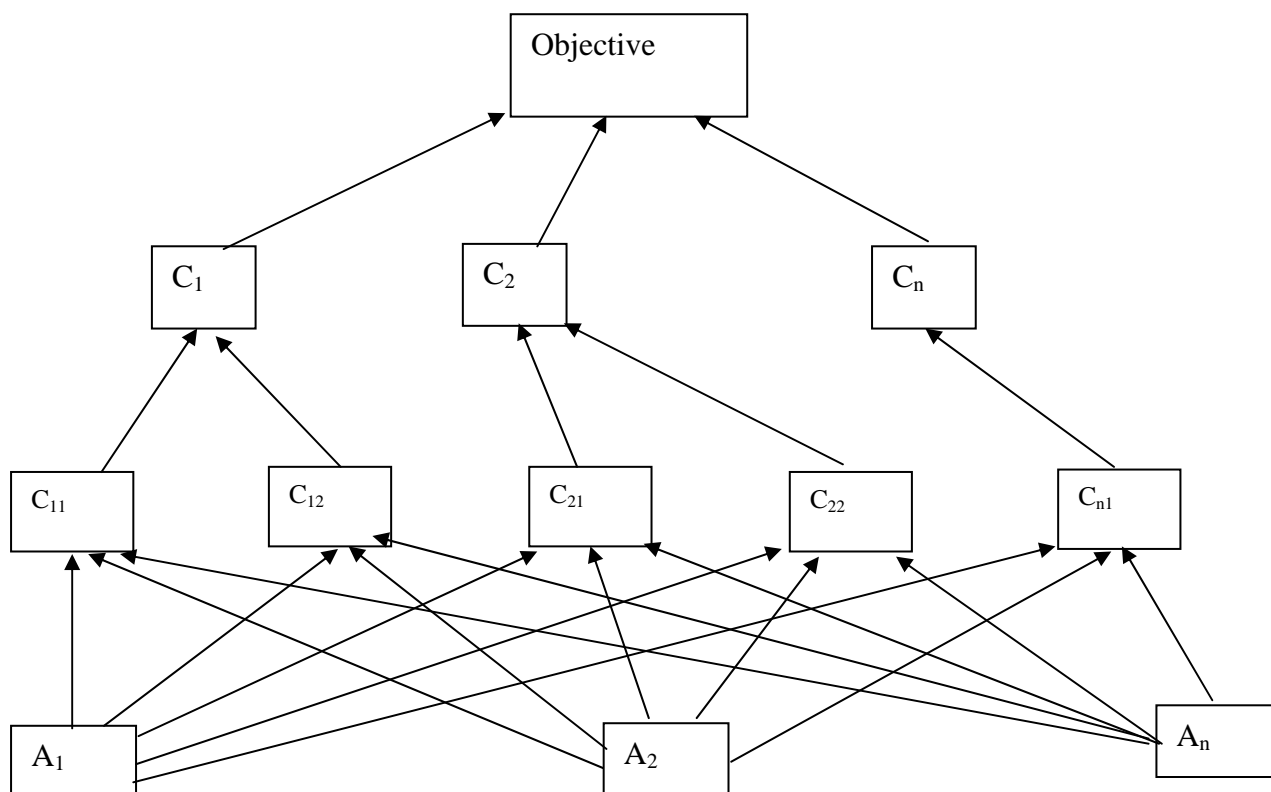 Objective
C₁
C₂
Cₙ
C₁₁
C₁₂
C₂₁
C₂₂
Cₙ₁
A₁
A₂
Aₙ